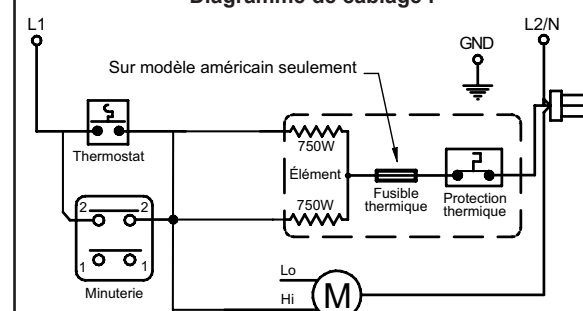 Diagramme de câblage :
L1
L2/N
GND
Sur modèle américain seulement
Thermostat
750W
Élément
750W
Fusible
thermique
Protection
thermique
2
2
1
1
Minuterie
Lo
Hi
M